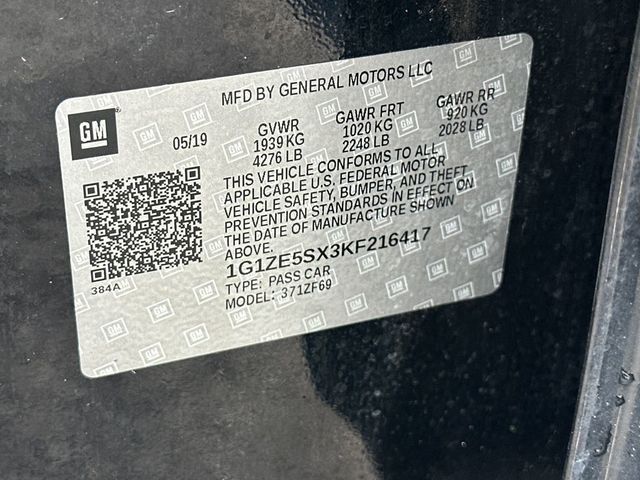 MFD BY GENERAL MOTORS LLC
GM
05/19
GVWR GAWR FRT GAWR RR
1939 KG 1020 KG 920 KG
4276 LB 2248 LB 2028 LB
THIS VEHICLE CONFORMS TO ALL
APPLICABLE U.S. FEDERAL MOTOR
VEHICLE SAFETY, BUMPER, AND THEFT
PREVENTION STANDARDS IN EFFECT ON
THE DATE OF MANUFACTURE SHOWN
ABOVE.
1G1ZE5SX3KF216417
TYPE: PASS CAR
MODEL: 371ZF69
384A